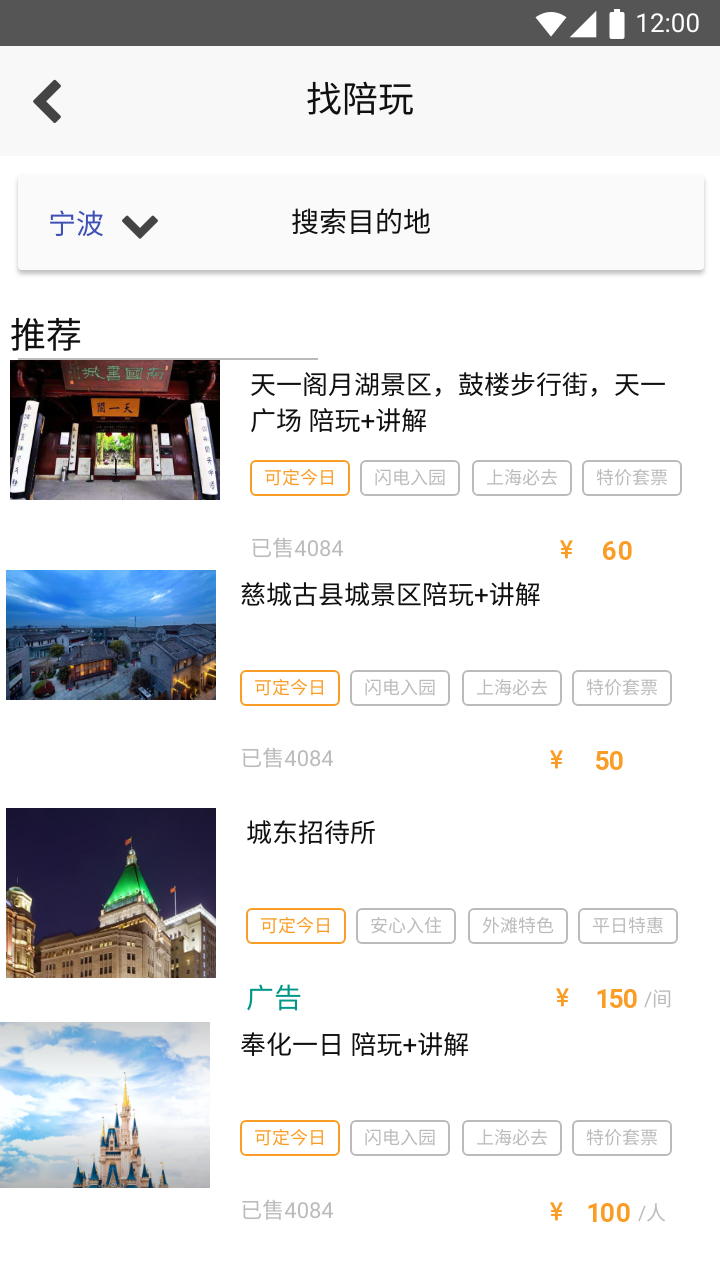 12:00
找陪玩
宁波 搜索目的地
推荐
南國書城
天一閣
天一阁月湖景区，鼓楼步行街，天一
广场 陪玩+讲解
可定今日 闪电入园 上海必去 特价套票
已售4084 ¥ 60
慈城古县城景区陪玩+讲解
可定今日 闪电入园 上海必去 特价套票
已售4084 ¥ 50
城东招待所
可定今日 安心入住 外滩特色 平日特惠
广告 ¥ 150 /间
奉化一日 陪玩+讲解
可定今日 闪电入园 上海必去 特价套票
已售4084 ¥ 100 /人